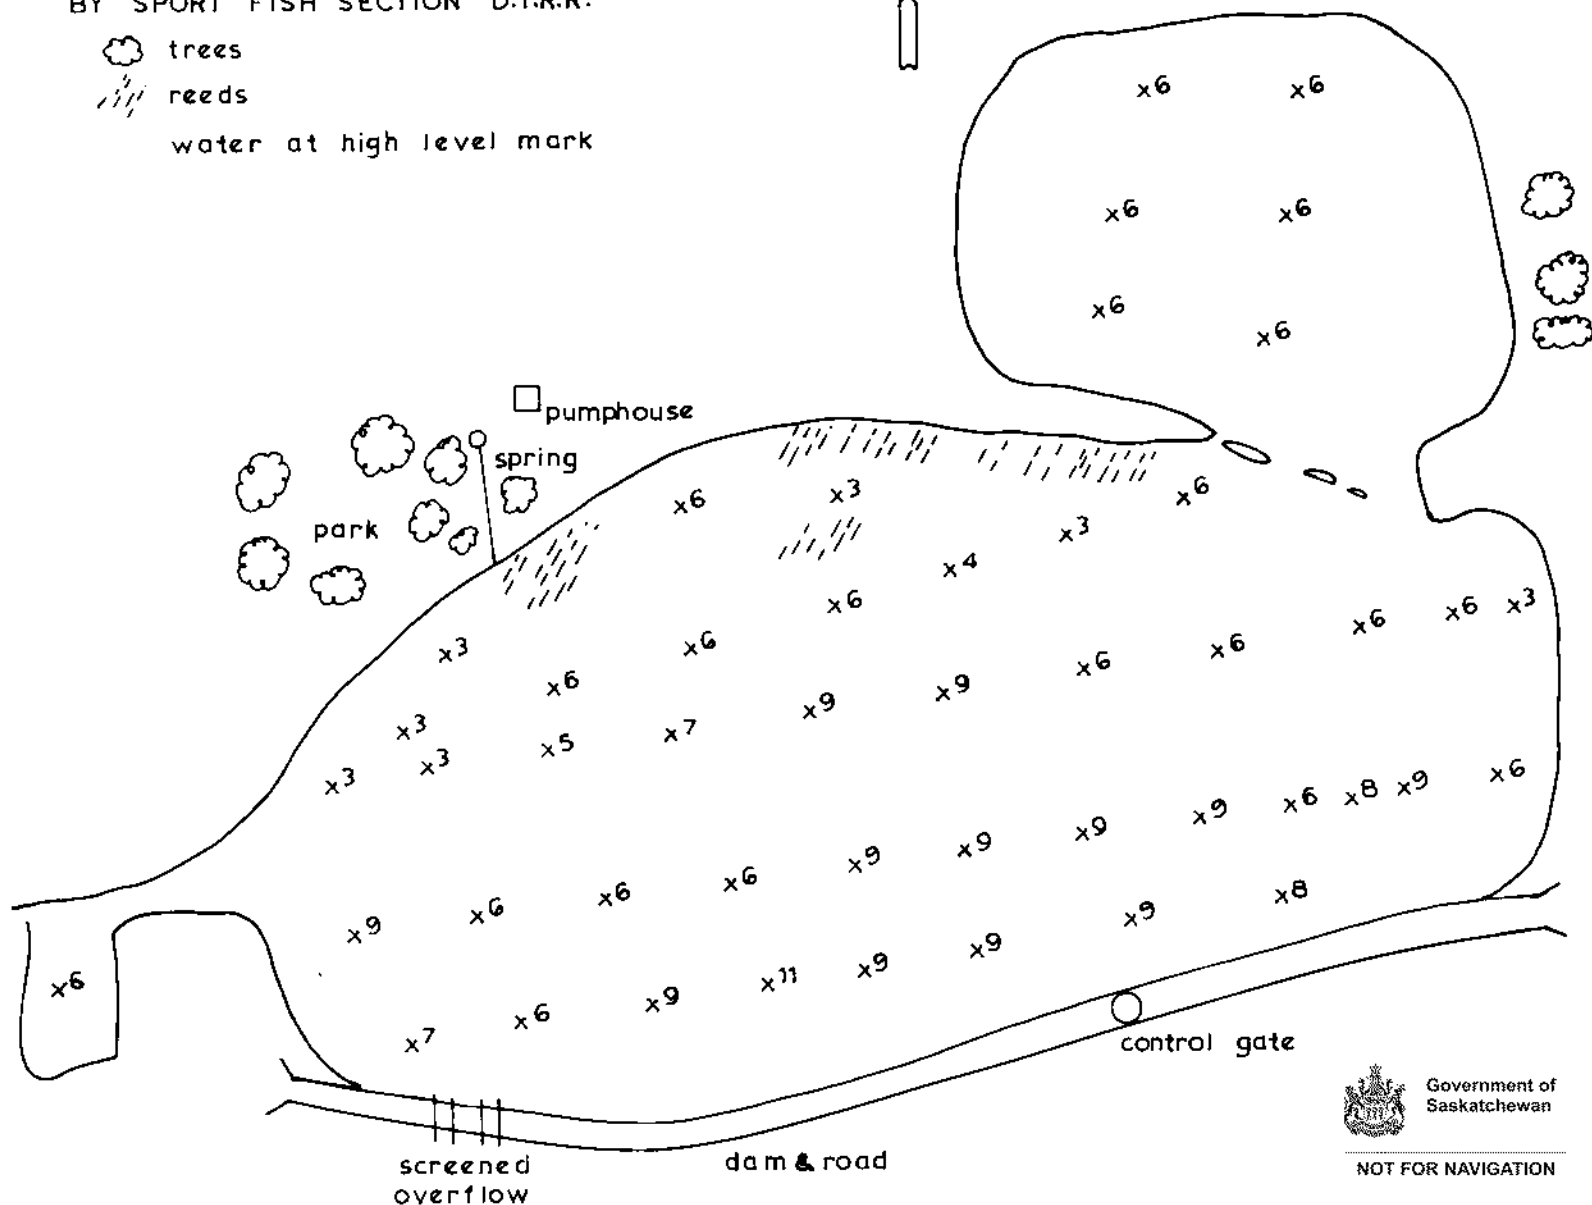 BY SPORT FISH SECTION D.T.R.R.
trees
reeds
water at high level mark
x6 x6
x6 x6
x6
x6
pumphouse
spring
park
x6 x3 x6
x3
x4
x6
x6 x6 x3
x3 x6 x6
x6
x6
x9 x9
x3 x5 x7
x3
x3
x6 x8 x9 x6
x9
x9
x9
x9
x6
x6
x6
x9
x8
x9
x9
x9
x11
x9
x6
x7
x6
control gate
Government of
Saskatchewan
NOT FOR NAVIGATION
dam & road
screened
overflow